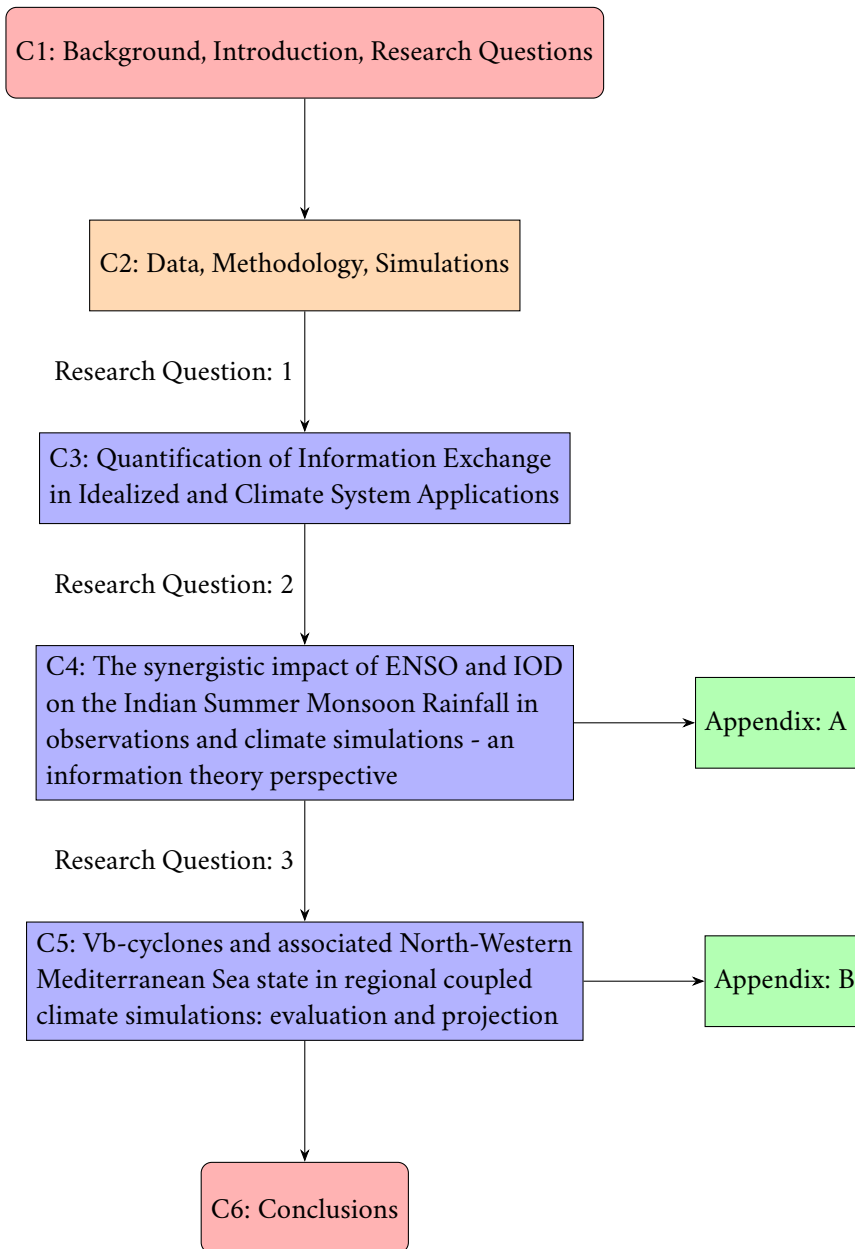 C1: Background, Introduction, Research Questions
C2: Data, Methodology, Simulations
Research Question: 1
C3: Quantification of Information Exchange
in Idealized and Climate System Applications
Research Question: 2
C4: The synergistic impact of ENSO and IOD
on the Indian Summer Monsoon Rainfall in
observations and climate simulations - an
information theory perspective
Appendix: A
Research Question: 3
C5: Vb-cyclones and associated North-Western
Mediterranean Sea state in regional coupled
climate simulations: evaluation and projection
Appendix: B
C6: Conclusions